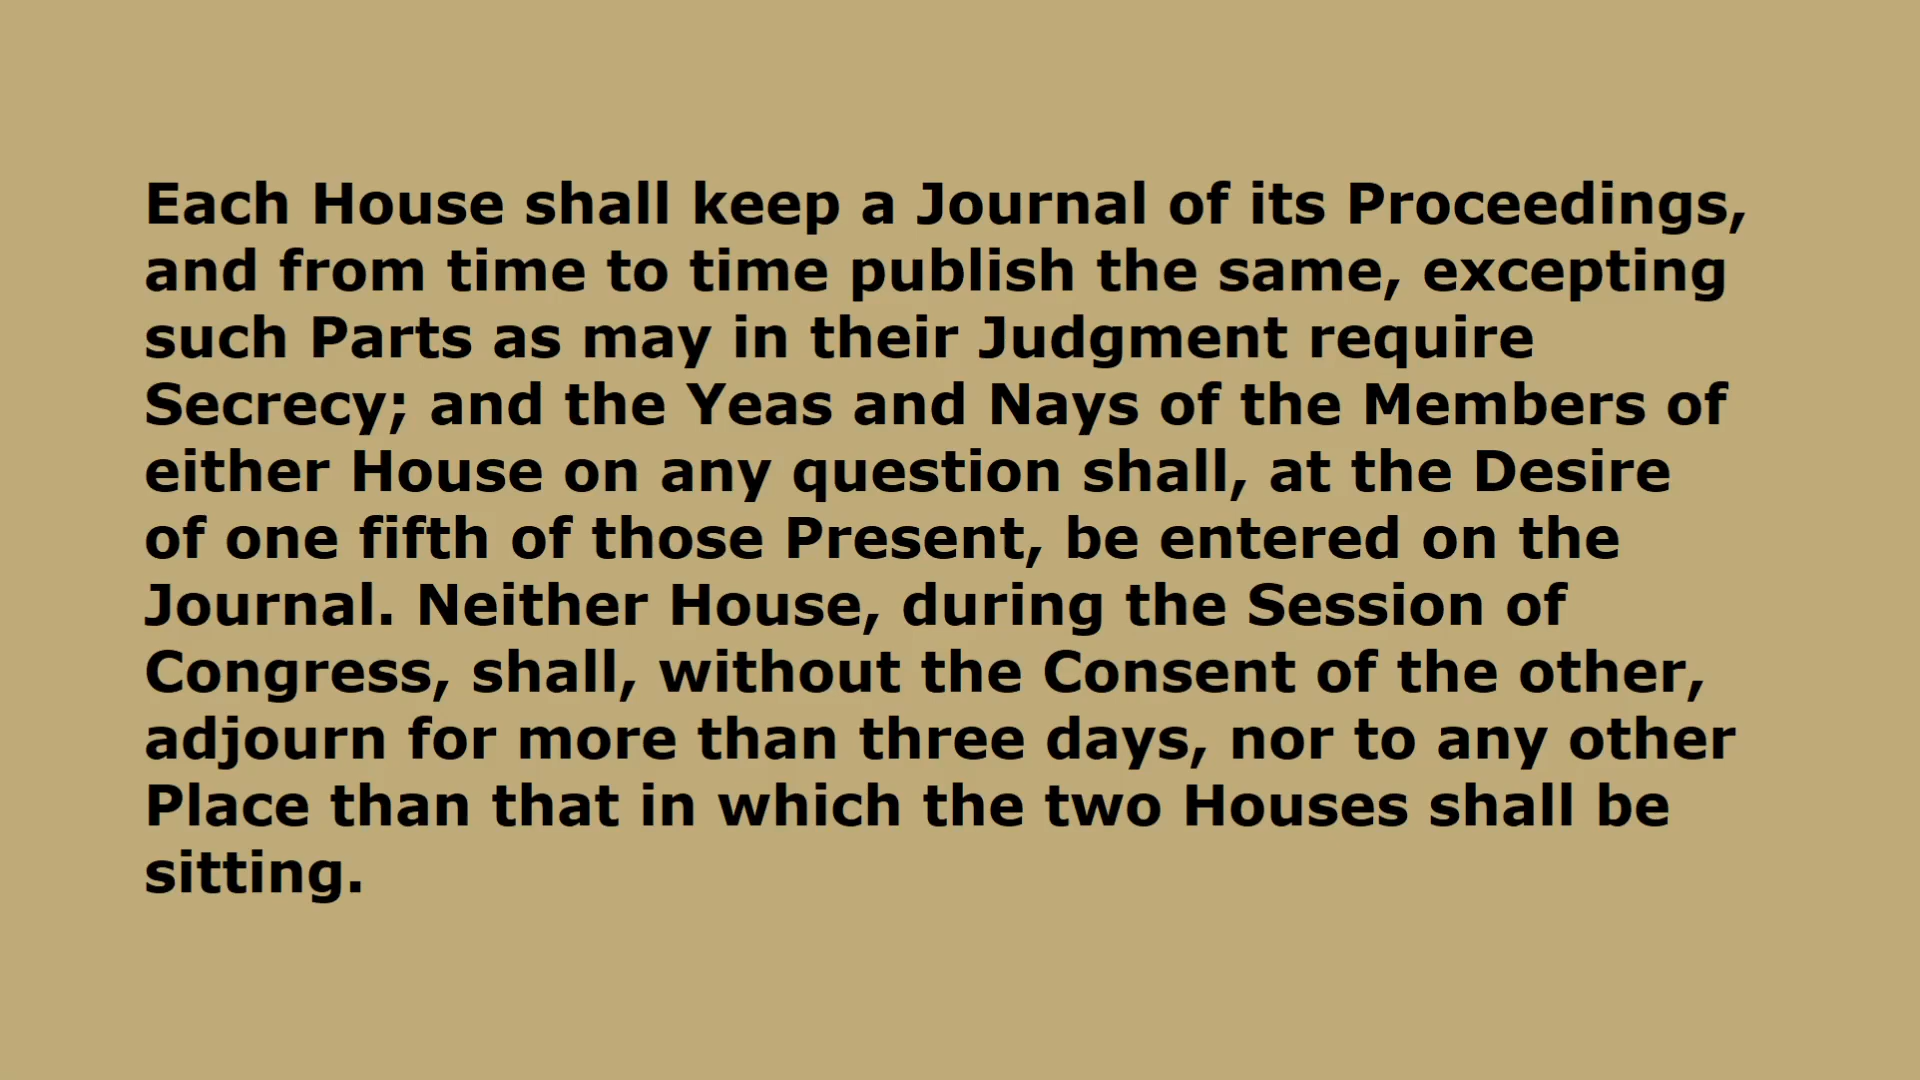 Each House shall keep a Journal of its Proceedings,
and from time to time publish the same, excepting
such Parts as may in their Judgment require
Secrecy; and the Yeas and Nays of the Members of
either House on any question shall, at the Desire
of one fifth of those Present, be entered on the
Journal. Neither House, during the Session of
Congress, shall, without the Consent of the other,
adjourn for more than three days, nor to any other
Place than that in which the two Houses shall be
sitting.